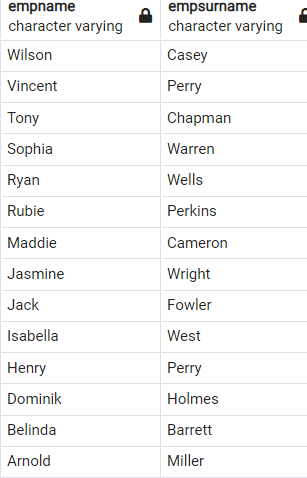 empname empsurname
character varying character varying
Wilson Casey
Vincent Perry
Tony Chapman
Sophia Warren
Ryan Wells
Rubie Perkins
Maddie Cameron
Jasmine Wright
Jack Fowler
Isabella West
Henry Perry
Dominik Holmes
Belinda Barrett
Arnold Miller